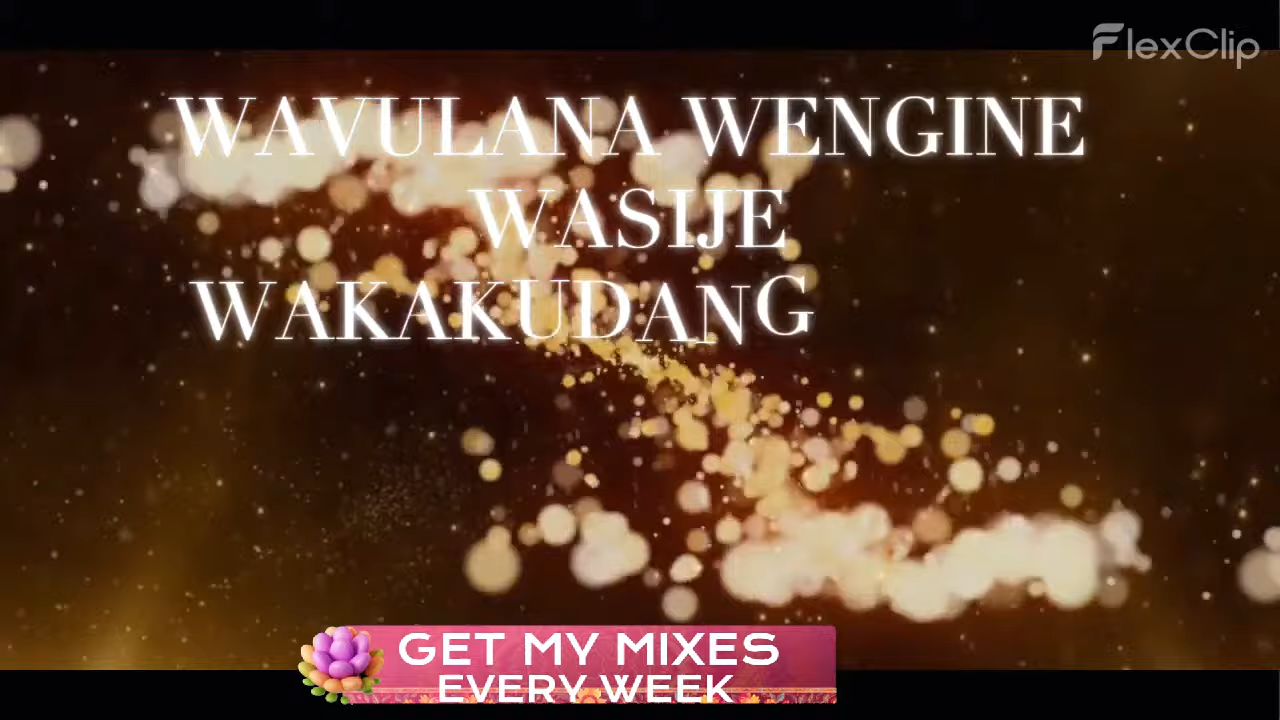 FlexClip
WAVULANA WENGINE
WASIJE
WAKAKUDANG
GET MY MIXES
EVERY WEEK